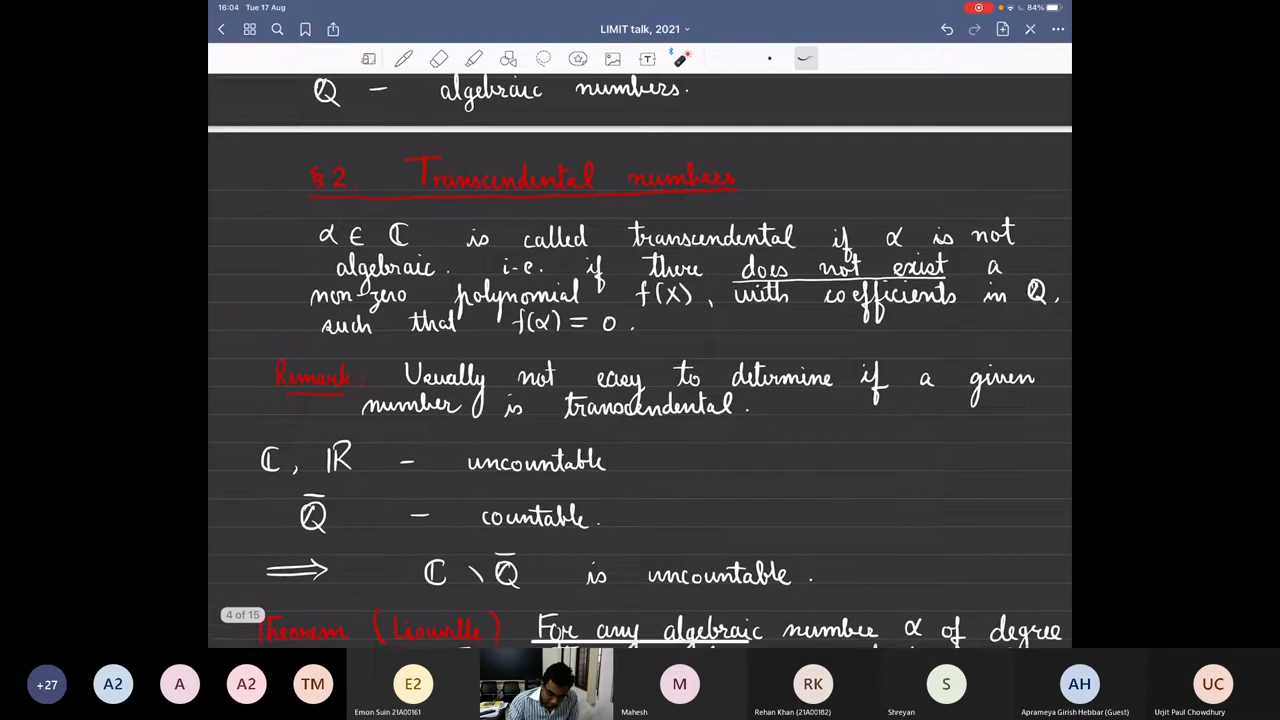 16:04 Tue 17 Aug
84%
LIMIT talk, 2021
Q - algebraic numbers.
§2. Transcendental numbers
α ∈ ℂ is called transcendental if α is not
algebraic. i.e. if there does not exist a
non-zero polynomial f(X), with coefficients in Q,
such that f(α) = 0.
Remark: Usually not easy to determine if a given
number is transcendental.
ℂ, ℝ - uncountable
Q̅ - countable.
⟹ ℂ \ Q̅ is uncountable.
4 of 15
Theorem (Liouville) For any algebraic number α of degree
+27
A2
A
A2
TM
E2
M
RK
S
AH
UC
Emon Suin 21A00161
Mahesh
Rehan Khan (21A00182)
Shreyan
Aprameya Girish Hebbar (Guest)
Urjit Paul Chowdhury